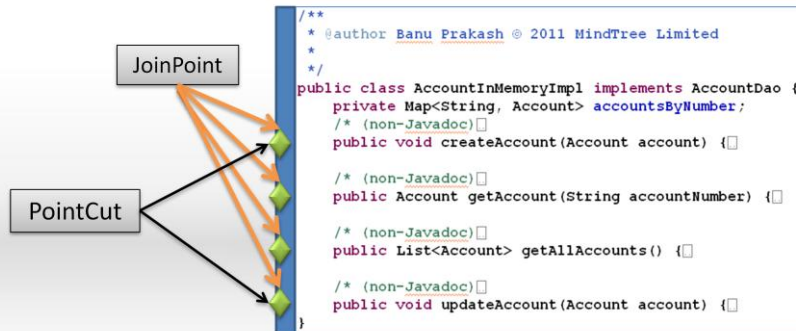 JoinPoint
PointCut
/**
 * @author Banu Prakash © 2011 MindTree Limited
 *
 */
public class AccountInMemoryImpl implements AccountDao {
    private Map<String, Account> accountsByNumber;
    /* (non-Javadoc)
    public void createAccount(Account account) {
    /* (non-Javadoc)
    public Account getAccount(String accountNumber) {
    /* (non-Javadoc)
    public List<Account> getAllAccounts() {
    /* (non-Javadoc)
    public void updateAccount(Account account) {
}